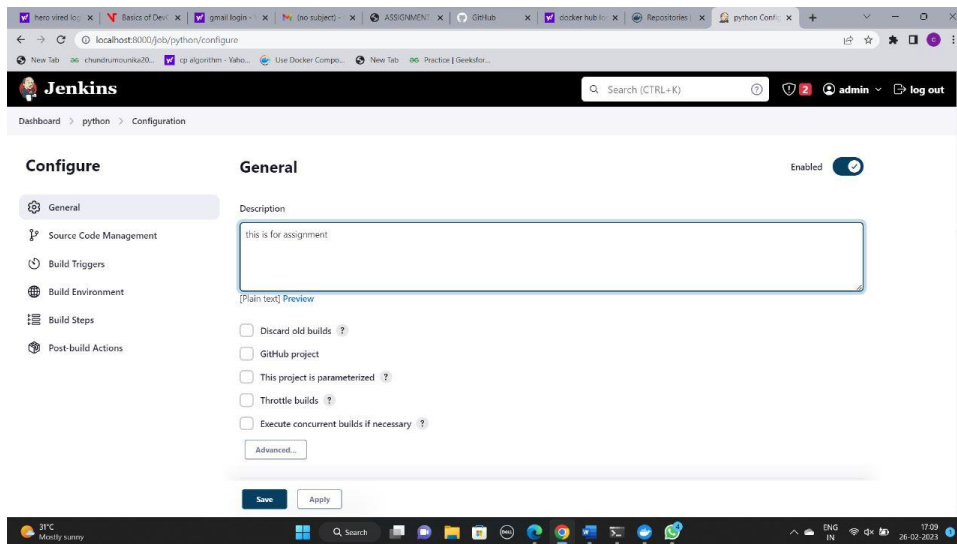 hero vired log
Basics of Dev
gmail login -
(no subject) -
ASSIGNMENT
GitHub
docker hub lo
Repositories
python Config
localhost:8000/job/python/configure
New Tab
chundrumounika20...
cp algorithm - Yaho...
Use Docker Compo...
New Tab
Practice | Geeksfor...
Jenkins
Search (CTRL+K)
?
2
admin
log out
Dashboard > python > Configuration
Configure
General
Enabled
General
Source Code Management
Build Triggers
Build Environment
Build Steps
Post-build Actions
Description
this is for assignment
[Plain text] Preview
Discard old builds ?
GitHub project
This project is parameterized ?
Throttle builds ?
Execute concurrent builds if necessary ?
Advanced...
Save
Apply
31°C
Mostly sunny
Search
ENG
IN
17:09
26-02-2023